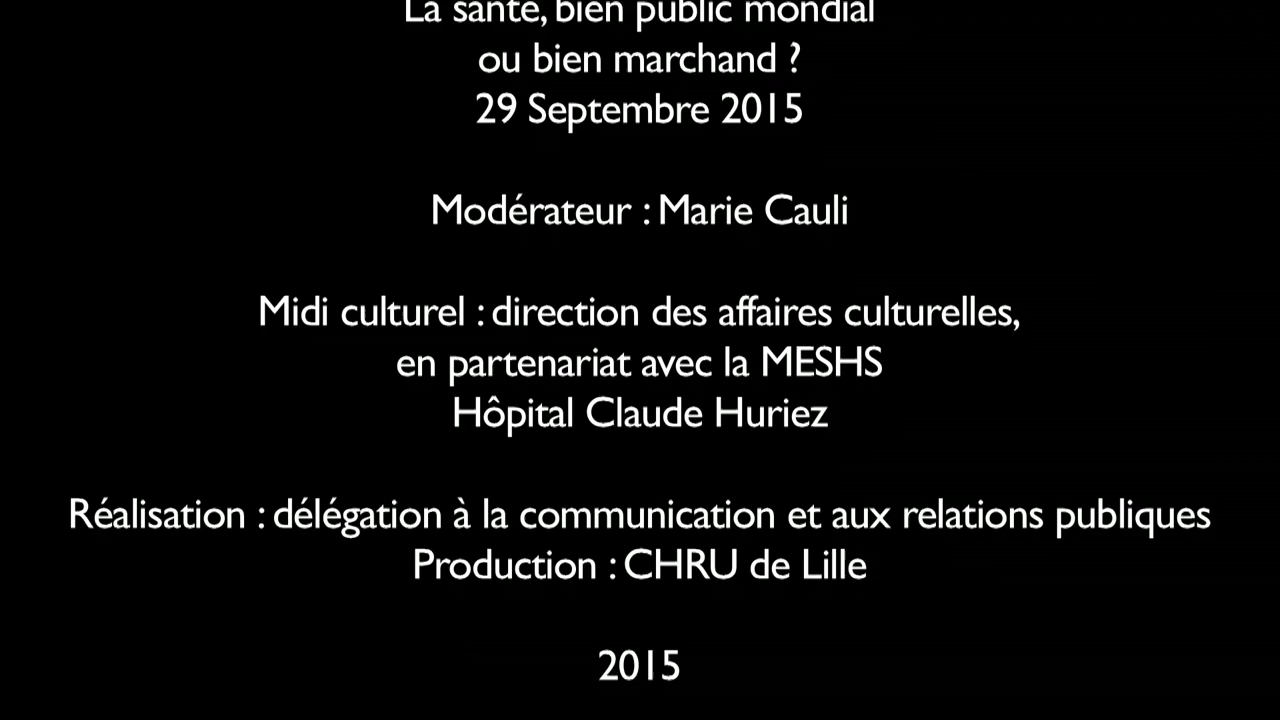 La santé, bien public mondial
ou bien marchand ?
29 Septembre 2015
Modérateur : Marie Cauli
Midi culturel : direction des affaires culturelles,
en partenariat avec la MESHS
Hôpital Claude Huriez
Réalisation : délégation à la communication et aux relations publiques
Production : CHRU de Lille
2015